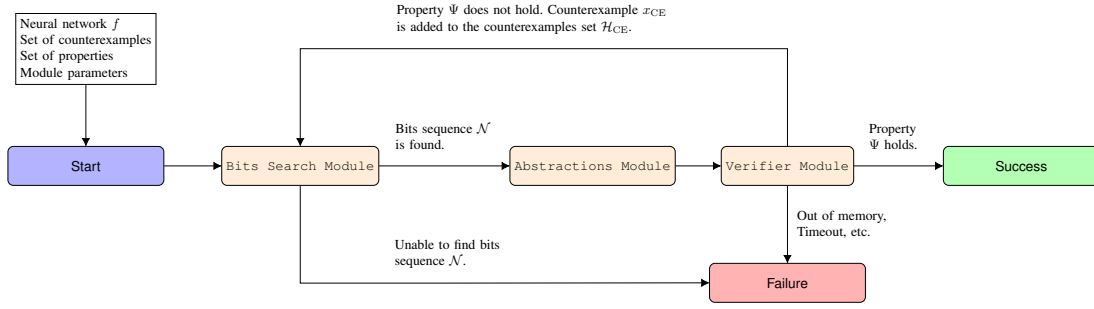 Neural network f
Set of counterexamples
Set of properties
Module parameters
Property Ψ does not hold. Counterexample x_CE
is added to the counterexamples set ℋ_CE.
Start
Bits Search Module
Bits sequence 𝒩
is found.
Abstractions Module
Verifier Module
Property
Ψ holds.
Success
Out of memory,
Timeout, etc.
Unable to find bits
sequence 𝒩.
Failure